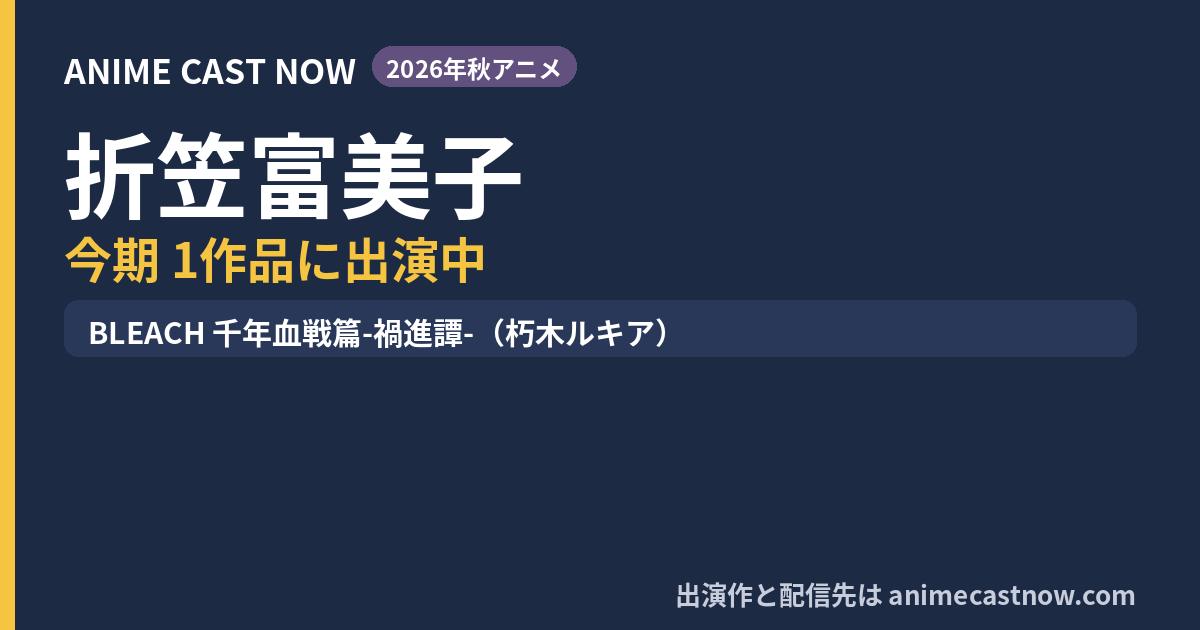 ANIME CAST NOW 2026年秋アニメ
折笠富美子
今期 1作品に出演中
BLEACH 千年血戦篇-禍進譚-（朽木ルキア）
出演作と配信先は animecastnow.com